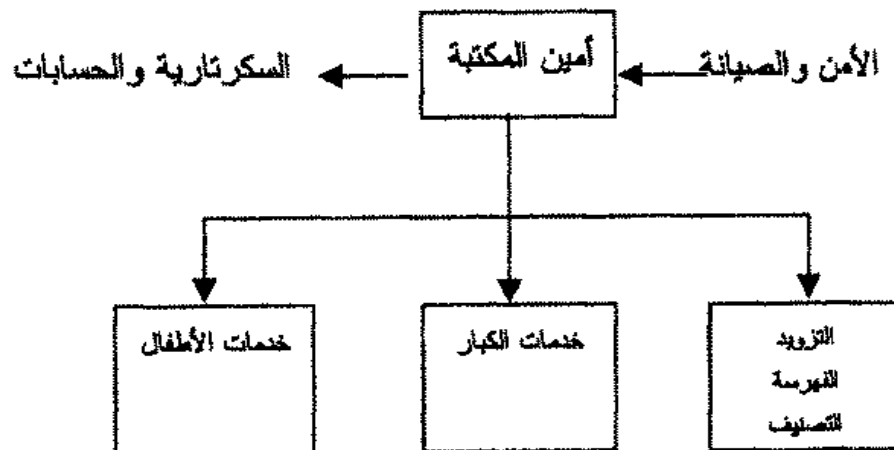 الأمن والصيانة
أمين المكتبة
السكرتارية والحسابات
التزويد
الفهرسة
التصنيف
خدمات الكبار
خدمات الأطفال